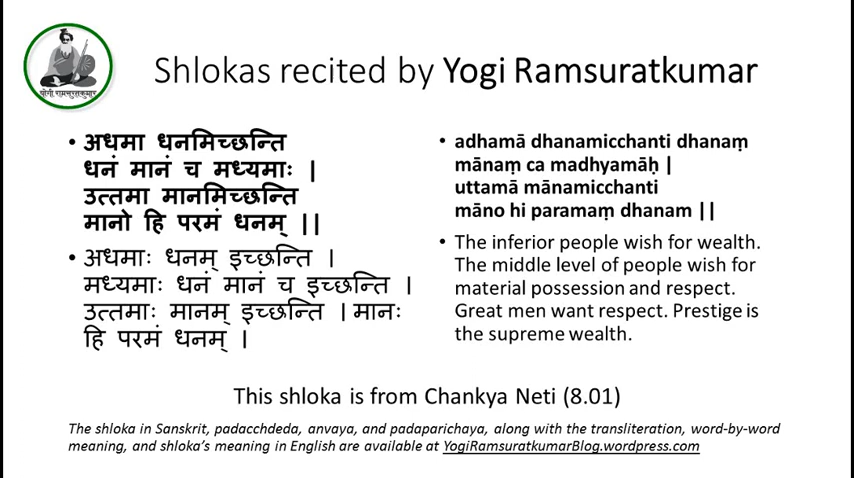 Shlokas recited by Yogi Ramsuratkumar
योगी रामसुरतकुमार
• अधमा धनमिच्छन्ति
धनं मानं च मध्यमाः |
उत्तमा मानमिच्छन्ति
मानो हि परमं धनम् ||
• अधमाः धनम् इच्छन्ति |
मध्यमाः धनं मानं च इच्छन्ति |
उत्तमाः मानम् इच्छन्ति | मानः
हि परमं धनम् |
• adhamā dhanamicchanti dhanaṃ
mānaṃ ca madhyamāḥ |
uttamā mānamicchanti
māno hi paramaṃ dhanam ||
• The inferior people wish for wealth.
The middle level of people wish for
material possession and respect.
Great men want respect. Prestige is
the supreme wealth.
This shloka is from Chankya Neti (8.01)
The shloka in Sanskrit, padacchdeda, anvaya, and padaparichaya, along with the transliteration, word-by-word
meaning, and shloka’s meaning in English are available at YogiRamsuratkumarBlog.wordpress.com